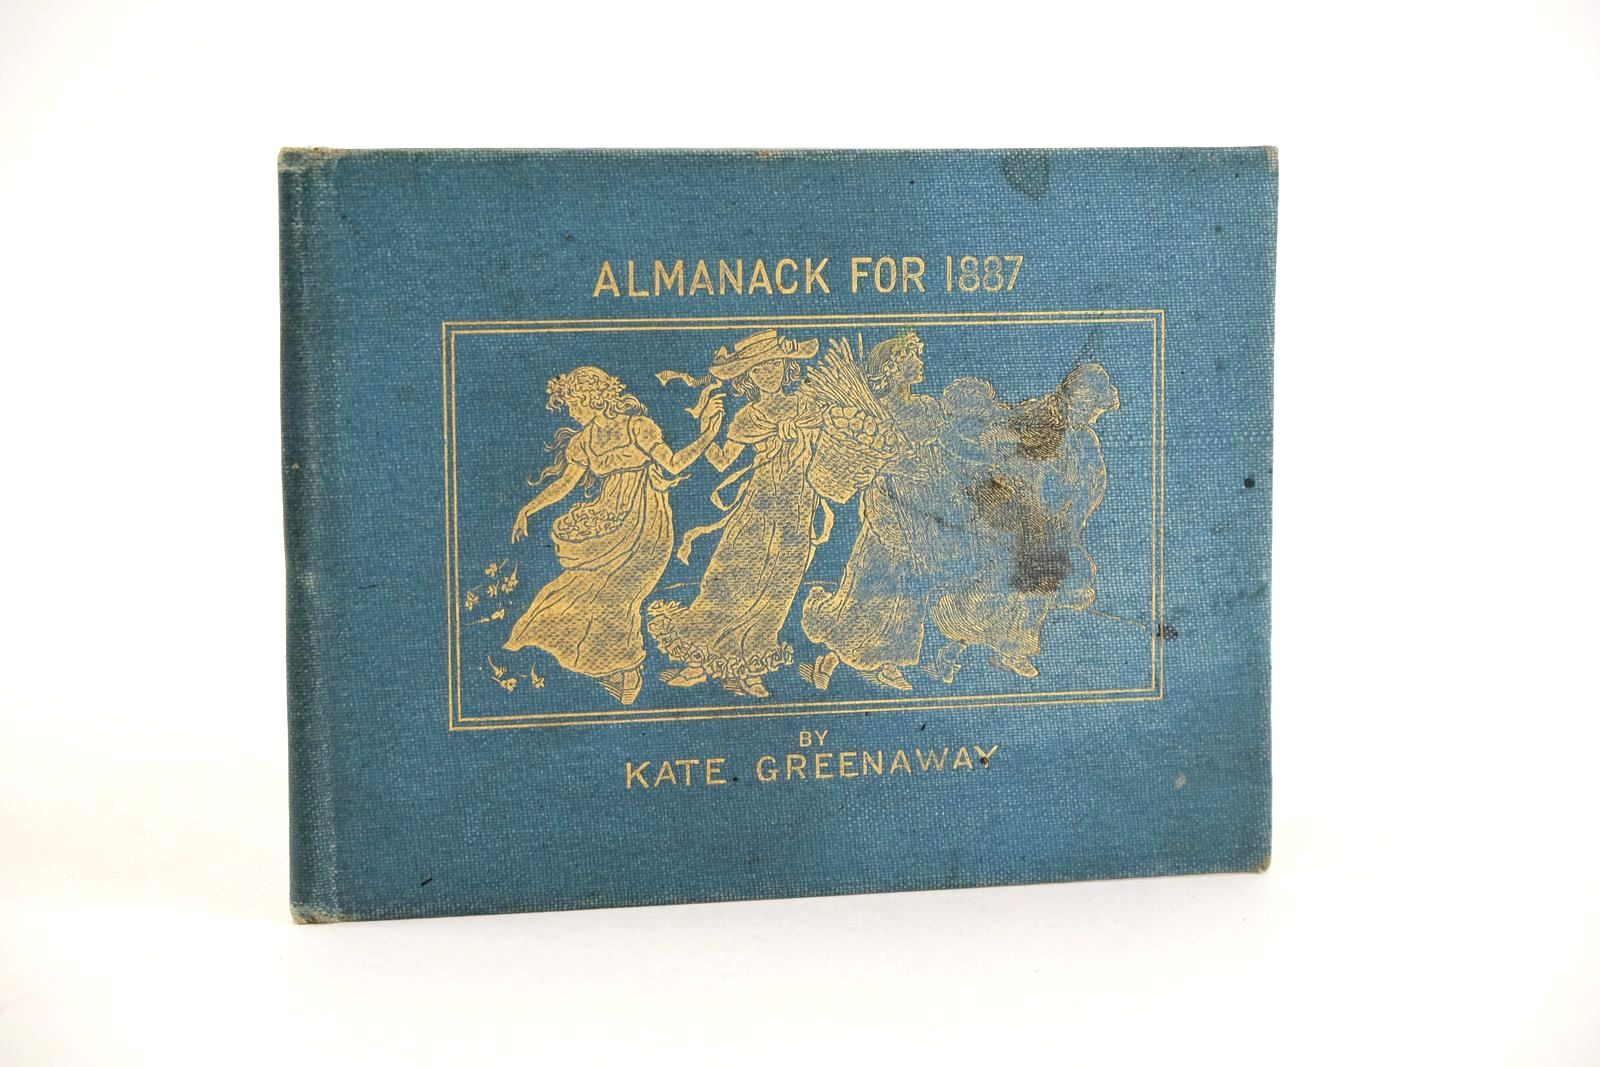 ALMANACK FOR 1887
BY
KATE GREENAWAY